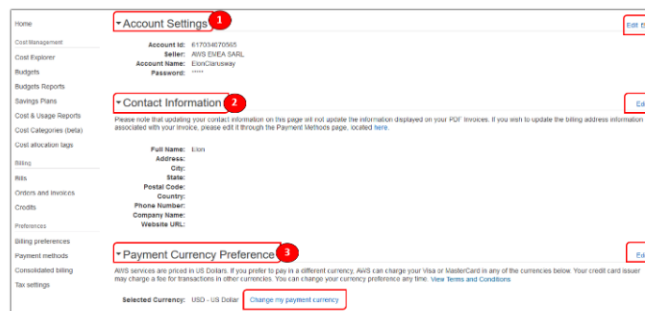 Home
Cost Management
Cost Explorer
Budgets
Budgets Reports
Savings Plans
Cost & Usage Reports
Cost Categories (beta)
Cost allocation tags
Billing
Bills
Orders and invoices
Credits
Preferences
Billing preferences
Payment methods
Consolidated billing
Tax settings
Account Settings 1
Edit
Account Id: 617034070565
Seller: AWS EMEA SARL
Account Name: ElonClarusway
Password: *****
Contact Information 2
Edi
Please note that updating your contact information on this page will not update the information displayed on your PDF Invoices. If you wish to update the billing address information
associated with your Invoice, please edit it through the Payment Methods page, located here.
Full Name: Elon
Address:
City:
State:
Postal Code:
Country:
Phone Number:
Company Name:
Website URL:
Payment Currency Preference 3
Edi
AWS services are priced in US Dollars. If you prefer to pay in a different currency, AWS can charge your Visa or MasterCard in any of the currencies below. Your credit card issuer
may charge a fee for transactions in other currencies. You can change your currency preference any time. View Terms and Conditions
Selected Currency: USD - US Dollar Change my payment currency